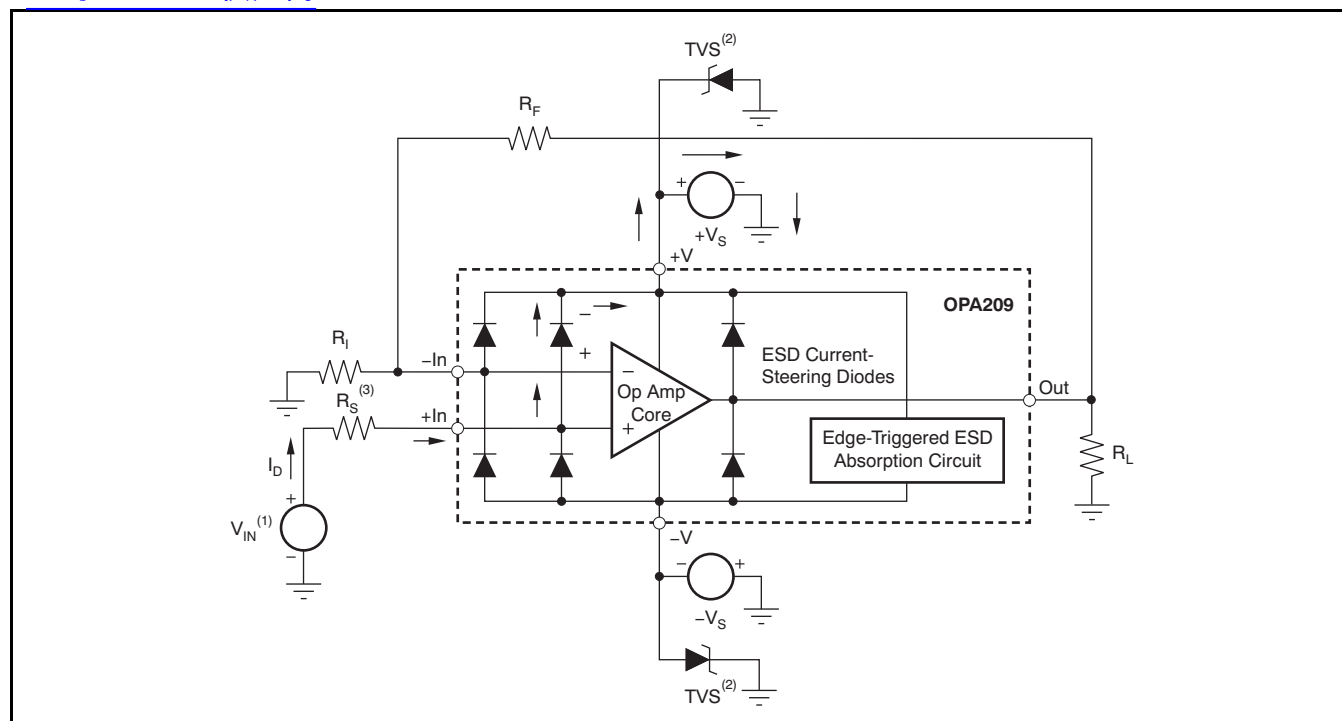 TVS(2)
RF
+ −
+VS
+V
OPA209
−
+
RI
−In
−
ESD Current-
Steering Diodes
Op Amp
Core
Out
RS(3)
+In
+
Edge-Triggered ESD
Absorption Circuit
RL
ID
+
VIN(1)
−
−V
− +
−VS
TVS(2)